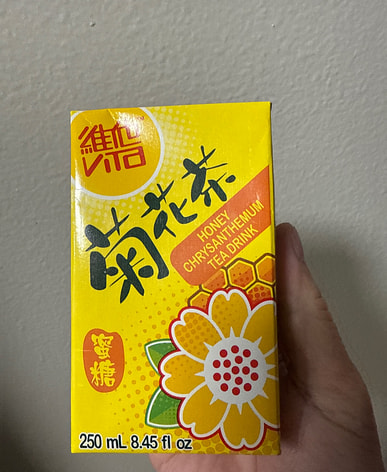 維他
VITA
菊花茶
HONEY
CHRYSANTHEMUM
TEA DRINK
蜜糖
250 mL 8.45 fl oz